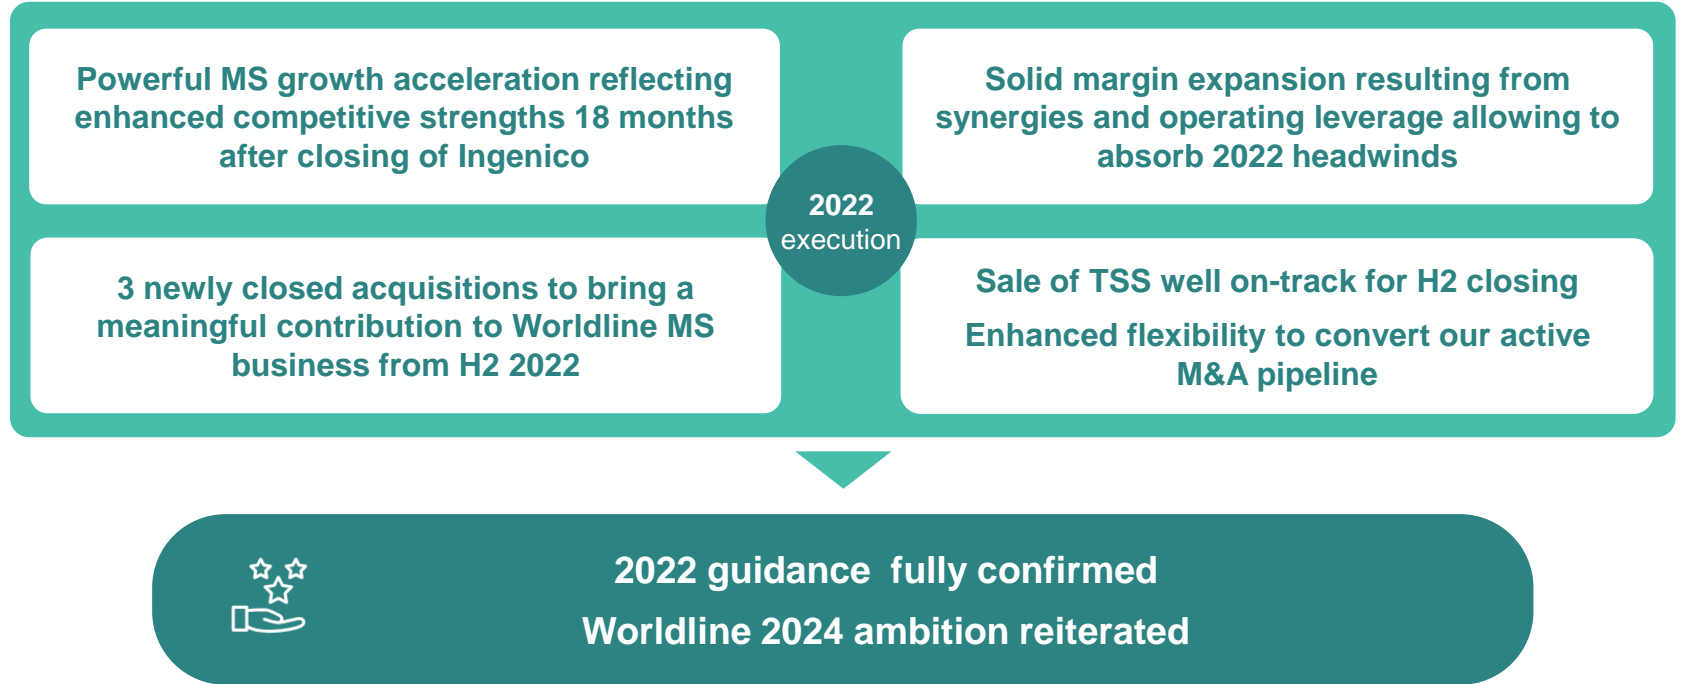 Powerful MS growth acceleration reflecting
enhanced competitive strengths 18 months
after closing of Ingenico
Solid margin expansion resulting from
synergies and operating leverage allowing to
absorb 2022 headwinds
2022
execution
3 newly closed acquisitions to bring a
meaningful contribution to Worldline MS
business from H2 2022
Sale of TSS well on-track for H2 closing
Enhanced flexibility to convert our active
M&A pipeline
2022 guidance  fully confirmed
Worldline 2024 ambition reiterated